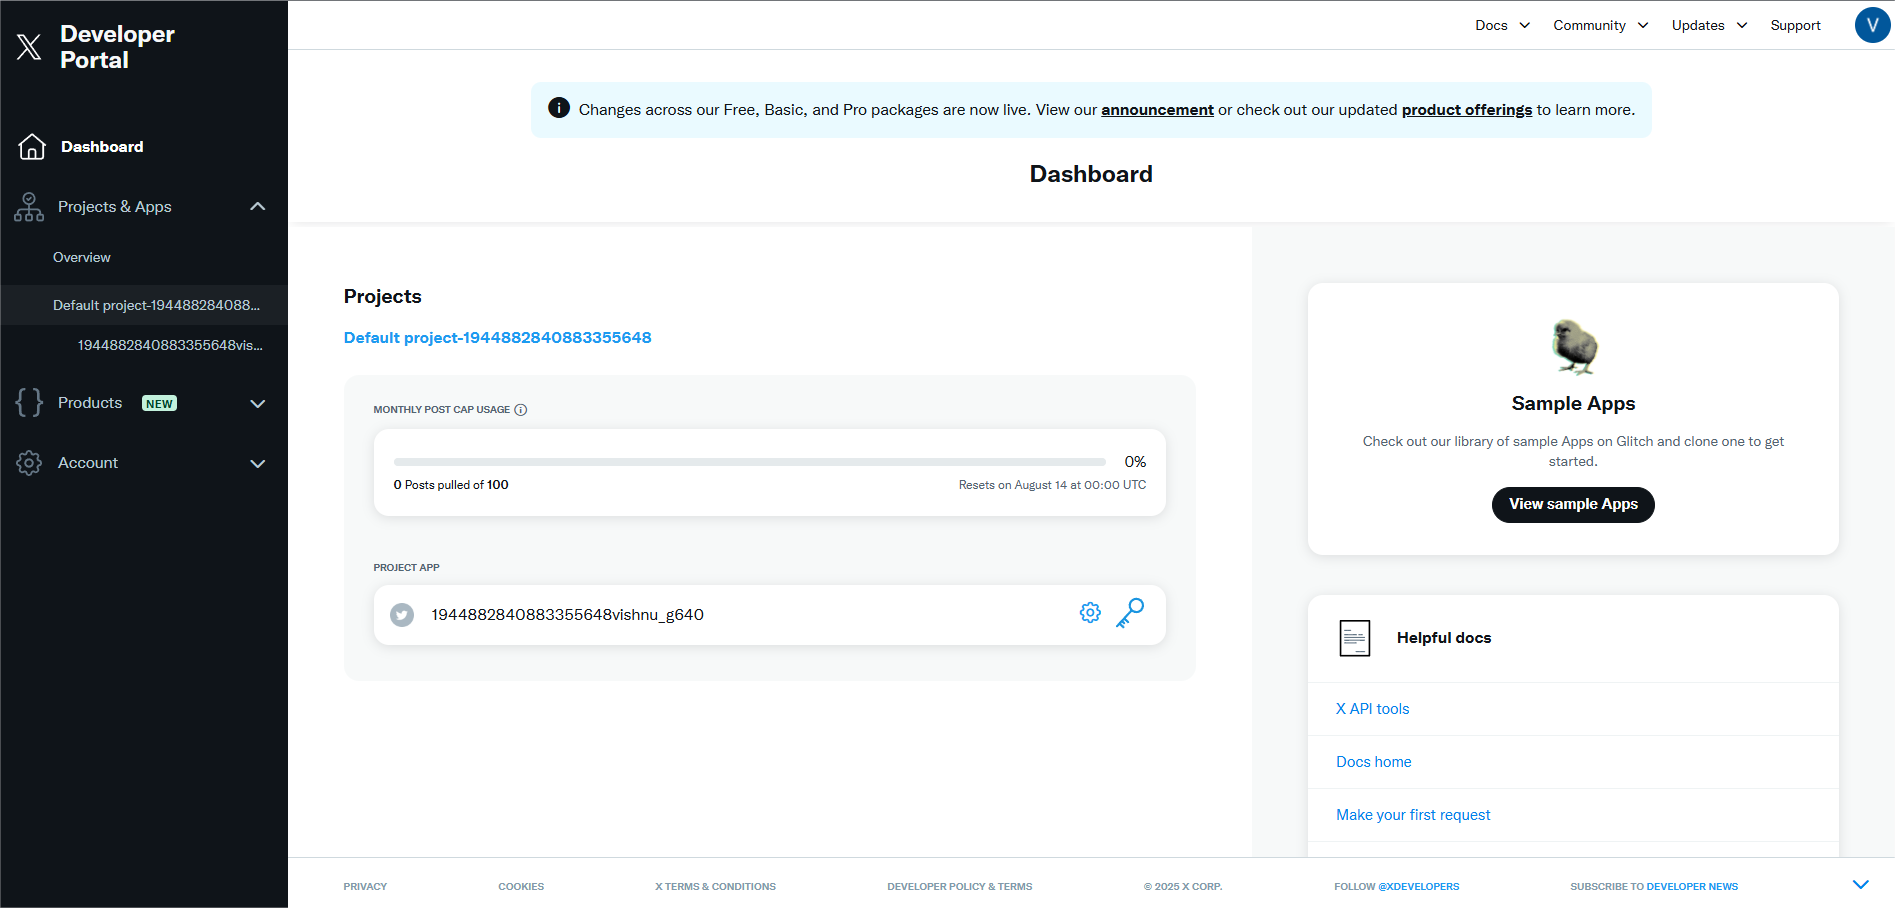 Developer
Portal
Docs
Community
Updates
Support
V
Changes across our Free, Basic, and Pro packages are now live. View our announcement or check out our updated product offerings to learn more.
Dashboard
Dashboard
Projects & Apps
Overview
Default project-194488284088...
1944882840883355648vis...
Products NEW
Account
Projects
Default project-1944882840883355648
MONTHLY POST CAP USAGE
0%
0 Posts pulled of 100
Resets on August 14 at 00:00 UTC
PROJECT APP
1944882840883355648vishnu_g640
Sample Apps
Check out our library of sample Apps on Glitch and clone one to get
started.
View sample Apps
Helpful docs
X API tools
Docs home
Make your first request
PRIVACY
COOKIES
X TERMS & CONDITIONS
DEVELOPER POLICY & TERMS
© 2025 X CORP.
FOLLOW @XDEVELOPERS
SUBSCRIBE TO DEVELOPER NEWS